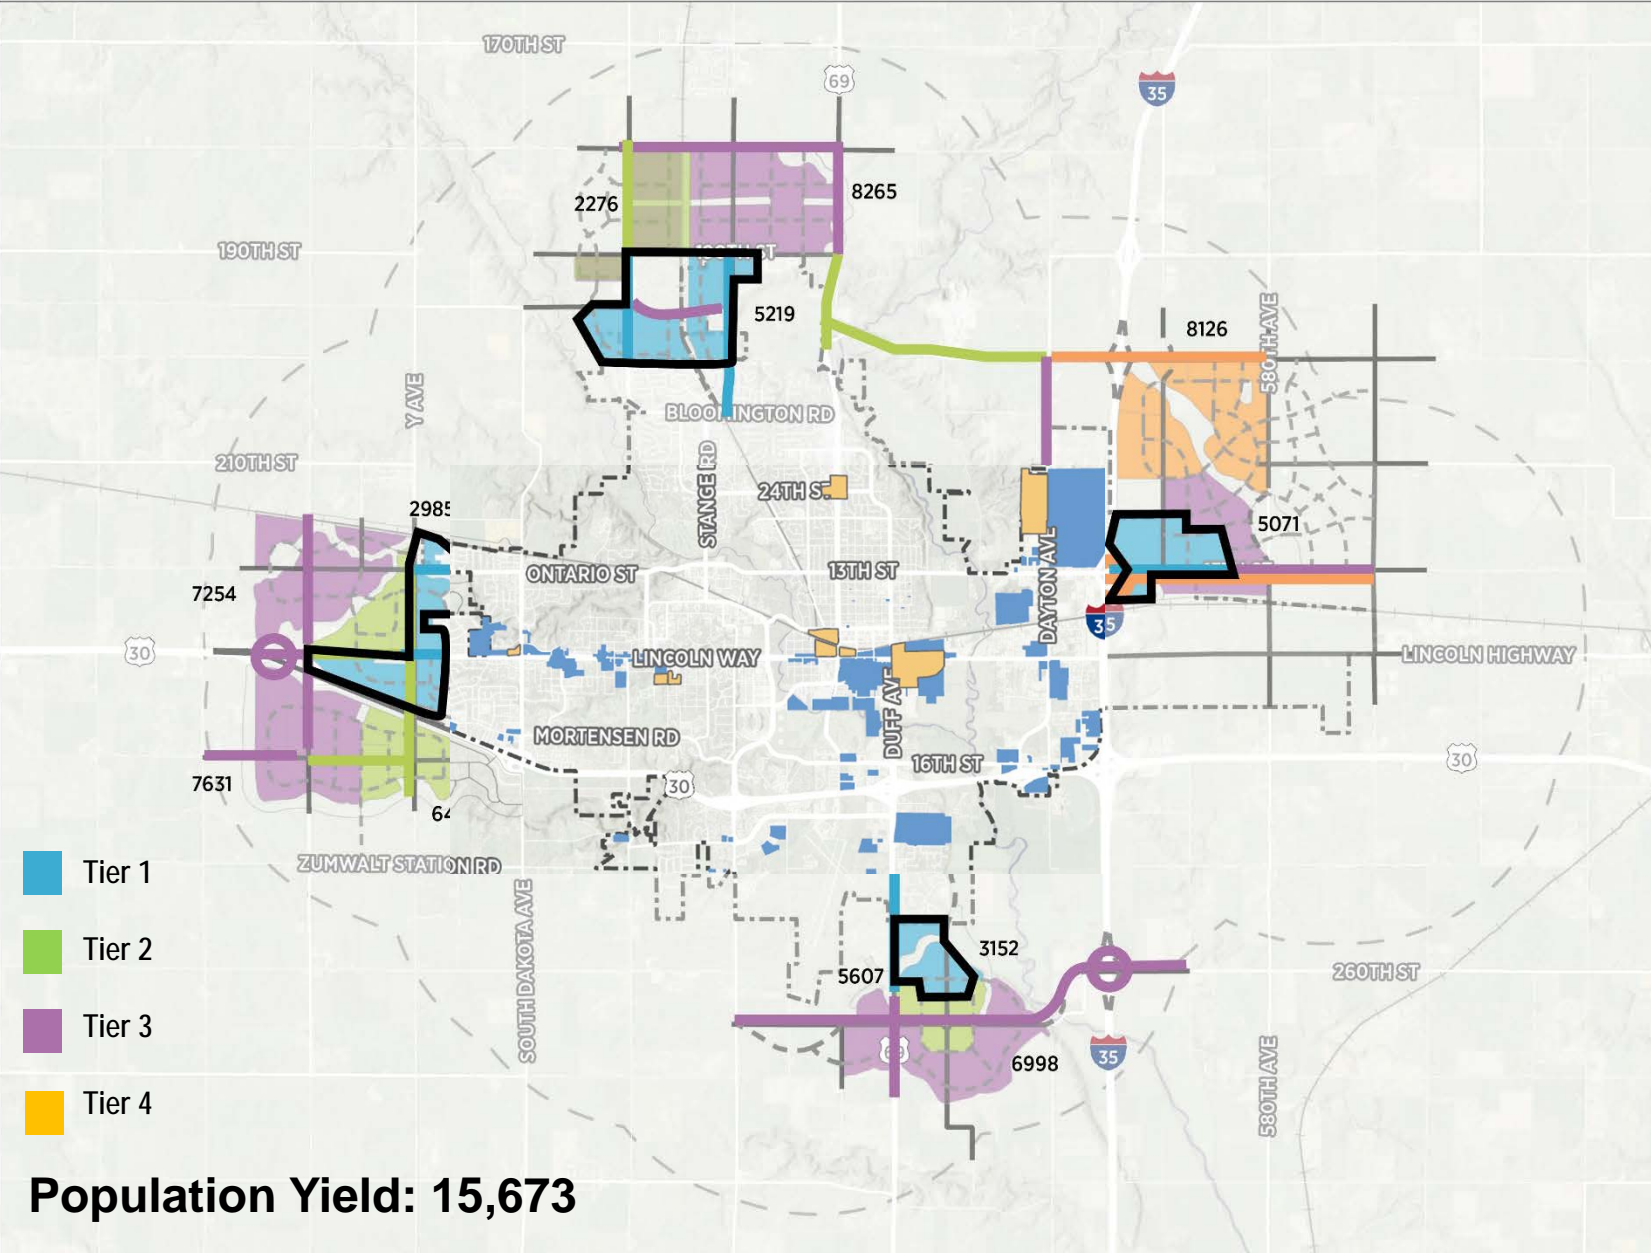 170TH ST
69
35
2276
8265
190TH ST
5219
8126
580TH AVE
Y AVE
BLOOMINGTON RD
210TH ST
STANGE RD
24TH ST
2985
5071
ONTARIO ST
13TH ST
DAYTON AVE
7254
35
30
LINCOLN WAY
LINCOLN HIGHWAY
DUFF AVE
MORTENSEN RD
16TH ST
30
7631
30
64
ZUMWALT STATION RD
Tier 1
SOUTH DAKOTA AVE
Tier 2
3152
5607
260TH ST
Tier 3
35
6998
580TH AVE
Tier 4
Population Yield: 15,673